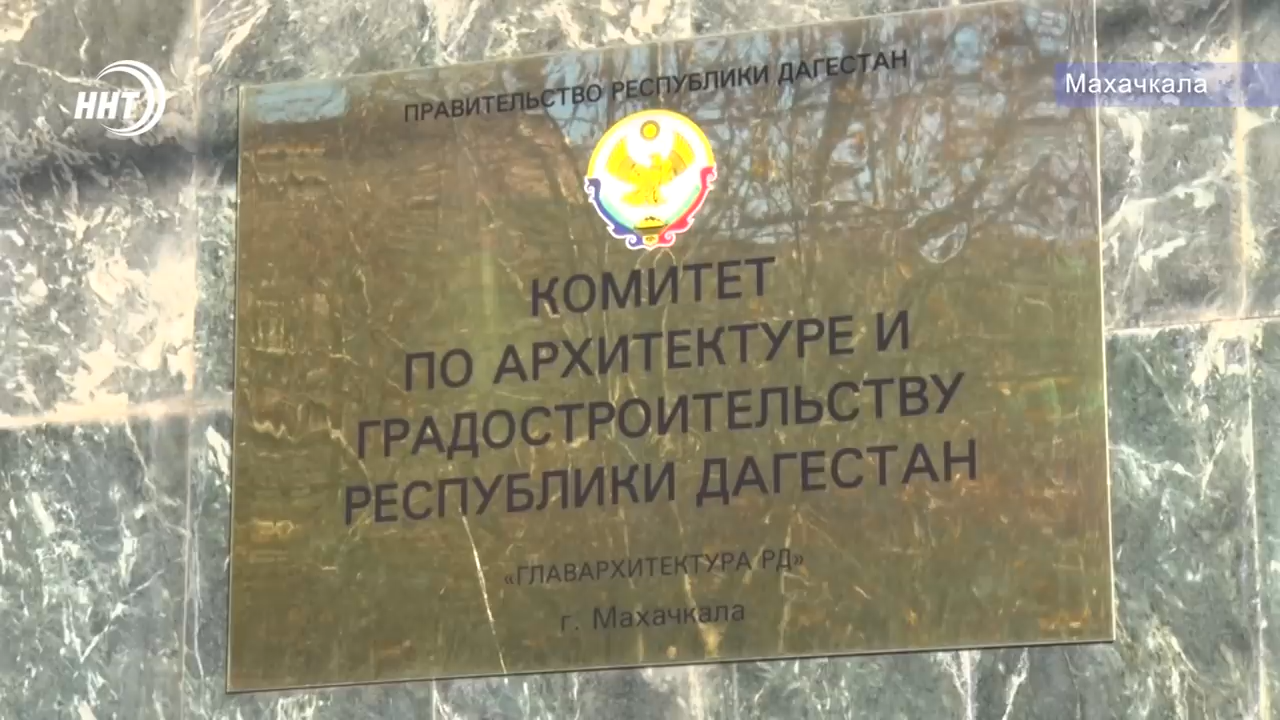 ННТ
Махачкала
ПРАВИТЕЛЬСТВО РЕСПУБЛИКИ ДАГЕСТАН
КОМИТЕТ
ПО АРХИТЕКТУРЕ И
ГРАДОСТРОИТЕЛЬСТВУ
РЕСПУБЛИКИ ДАГЕСТАН
«ГЛАВАРХИТЕКТУРА РД»
г. Махачкала